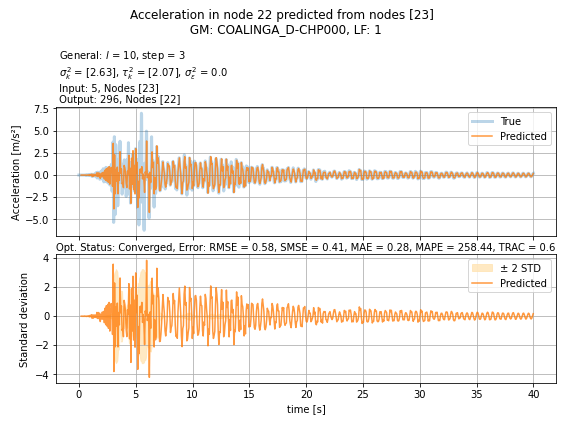 Acceleration in node 22 predicted from nodes [23]
GM: COALINGA_D-CHP000, LF: 1
General: l = 10, step = 3
σ_k^2 = [2.63], τ_k^2 = [2.07], σ_ε^2 = 0.0
Input: 5, Nodes [23]
Output: 296, Nodes [22]
7.5
5.0
2.5
0.0
−2.5
−5.0
Acceleration [m/s²]
True
Predicted
Opt. Status: Converged, Error: RMSE = 0.58, SMSE = 0.41, MAE = 0.28, MAPE = 258.44, TRAC = 0.6
4
2
0
−2
−4
Standard deviation
± 2 STD
Predicted
0 5 10 15 20 25 30 35 40
time [s]